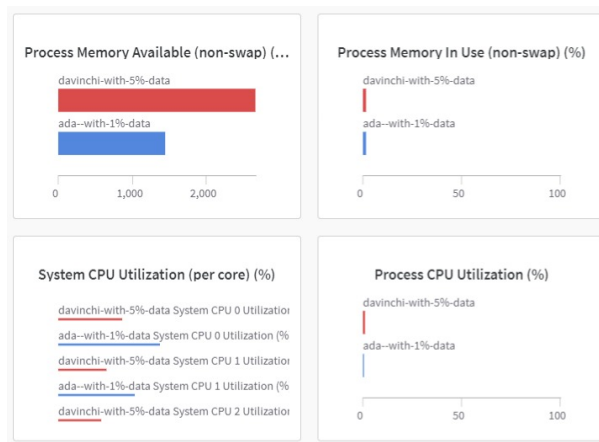 Process Memory Available (non-swap) (...
davinchi-with-5%-data
ada--with-1%-data
0 1,000 2,000
Process Memory In Use (non-swap) (%)
davinchi-with-5%-data
ada--with-1%-data
0 50 100
System CPU Utilization (per core) (%)
davinchi-with-5%-data System CPU 0 Utilization
ada--with-1%-data System CPU 0 Utilization (%
davinchi-with-5%-data System CPU 1 Utilization
ada--with-1%-data System CPU 1 Utilization (%
davinchi-with-5%-data System CPU 2 Utilization
Process CPU Utilization (%)
davinchi-with-5%-data
ada--with-1%-data
0 50 100